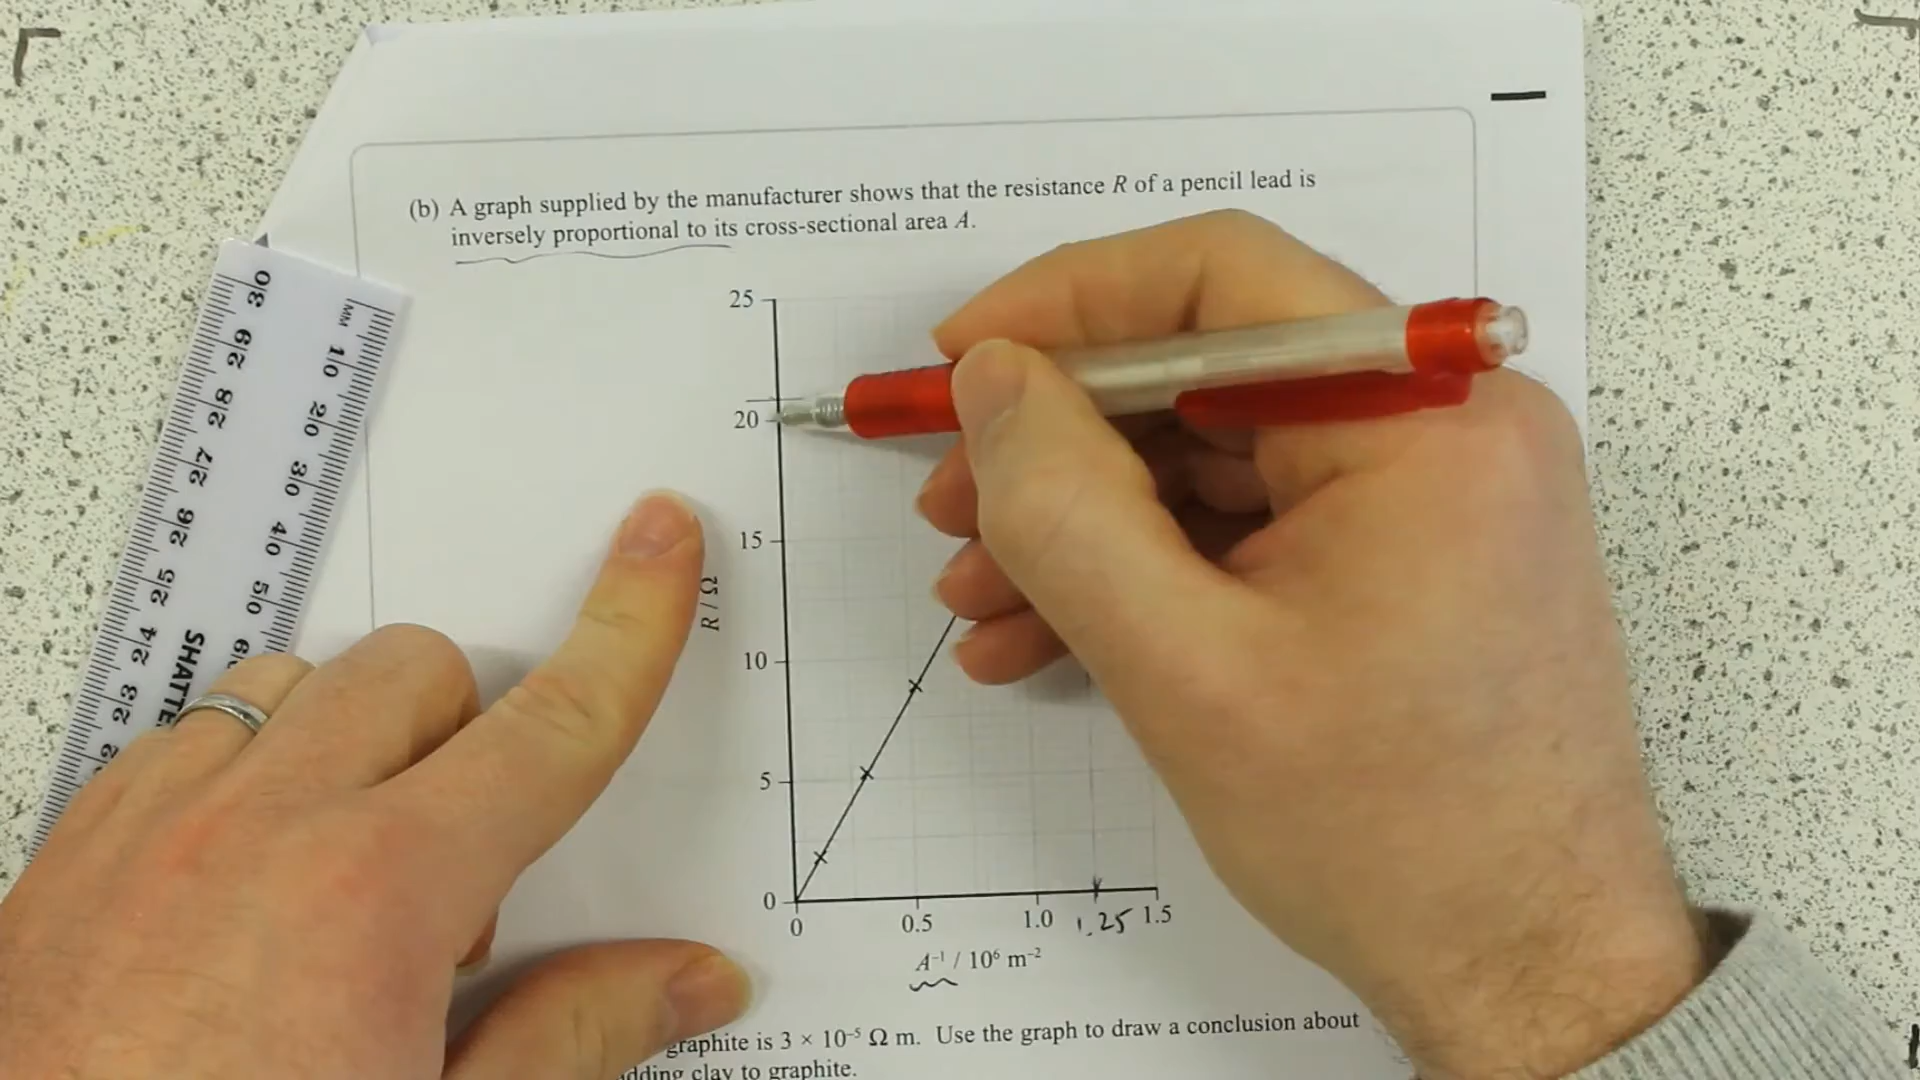 (b) A graph supplied by the manufacturer shows that the resistance R of a pencil lead is
inversely proportional to its cross-sectional area A.
25
20
15
10
5
0
R / Ω
0
0.5
1.0
1.25
1.5
A⁻¹ / 10⁶ m⁻²
graphite is 3 × 10⁻⁵ Ω m. Use the graph to draw a conclusion about
clay to graphite.
MM 10 20 30 40 50 60
30 29 28 27 26 25 24 23